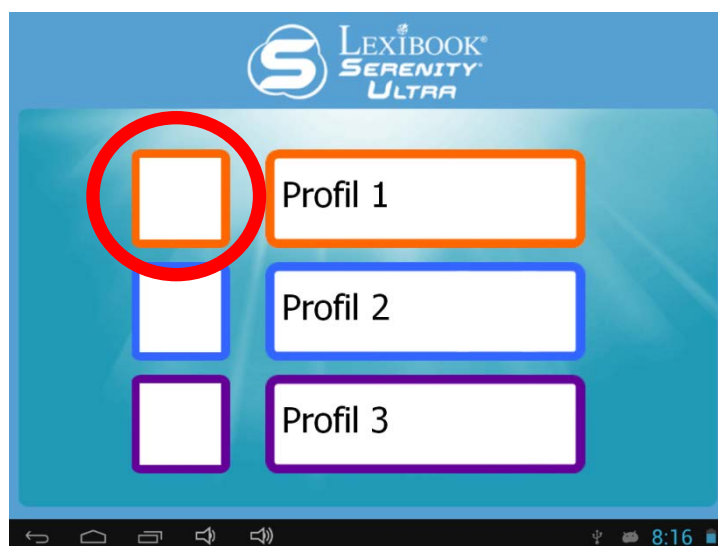 LEXIBOOK®
SERENITY
ULTRA
Profil 1
Profil 2
Profil 3
8:16